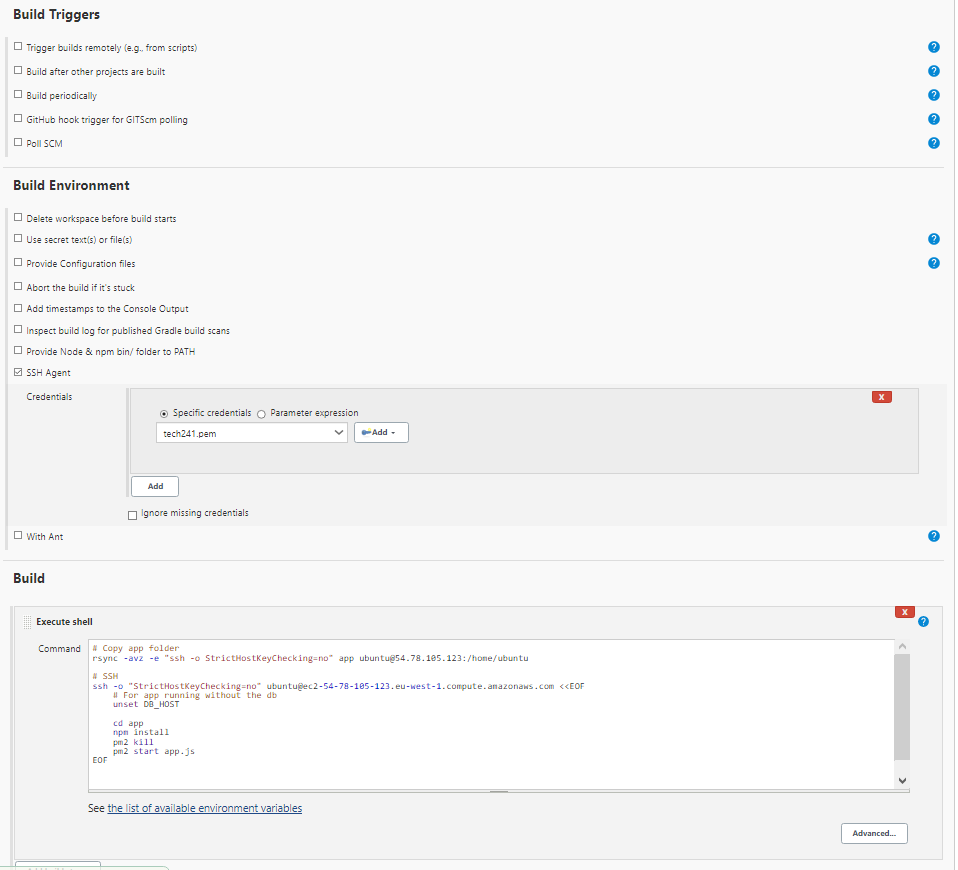 Build Triggers
Trigger builds remotely (e.g., from scripts)
?
Build after other projects are built
?
Build periodically
?
GitHub hook trigger for GITScm polling
?
Poll SCM
?
Build Environment
Delete workspace before build starts
Use secret text(s) or file(s)
?
Provide Configuration files
?
Abort the build if it's stuck
Add timestamps to the Console Output
Inspect build log for published Gradle build scans
Provide Node & npm bin/ folder to PATH
SSH Agent
Credentials
X
Specific credentials
Parameter expression
tech241.pem
Add
Add
Ignore missing credentials
With Ant
?
Build
X
Execute shell
?
Command
# Copy app folder
rsync -avz -e "ssh -o StrictHostKeyChecking=no" app ubuntu@54.78.105.123:/home/ubuntu
# SSH
ssh -o "StrictHostKeyChecking=no" ubuntu@ec2-54-78-105-123.eu-west-1.compute.amazonaws.com <<EOF
# For app running without the db
unset DB_HOST
cd app
npm install
pm2 kill
pm2 start app.js
EOF
See the list of available environment variables
Advanced...